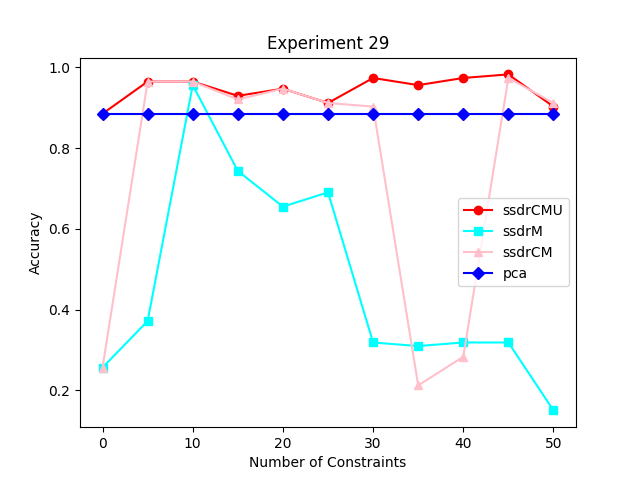 Experiment 29
1.0
0.8
0.6
0.4
0.2
Accuracy
ssdrCMU
ssdrM
ssdrCM
pca
0 10 20 30 40 50
Number of Constraints